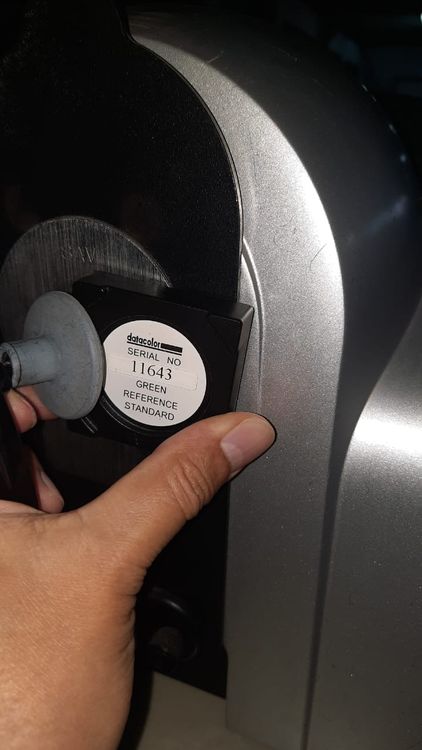 datacolor
SERIAL NO
11643
GREEN
REFERENCE
STANDARD